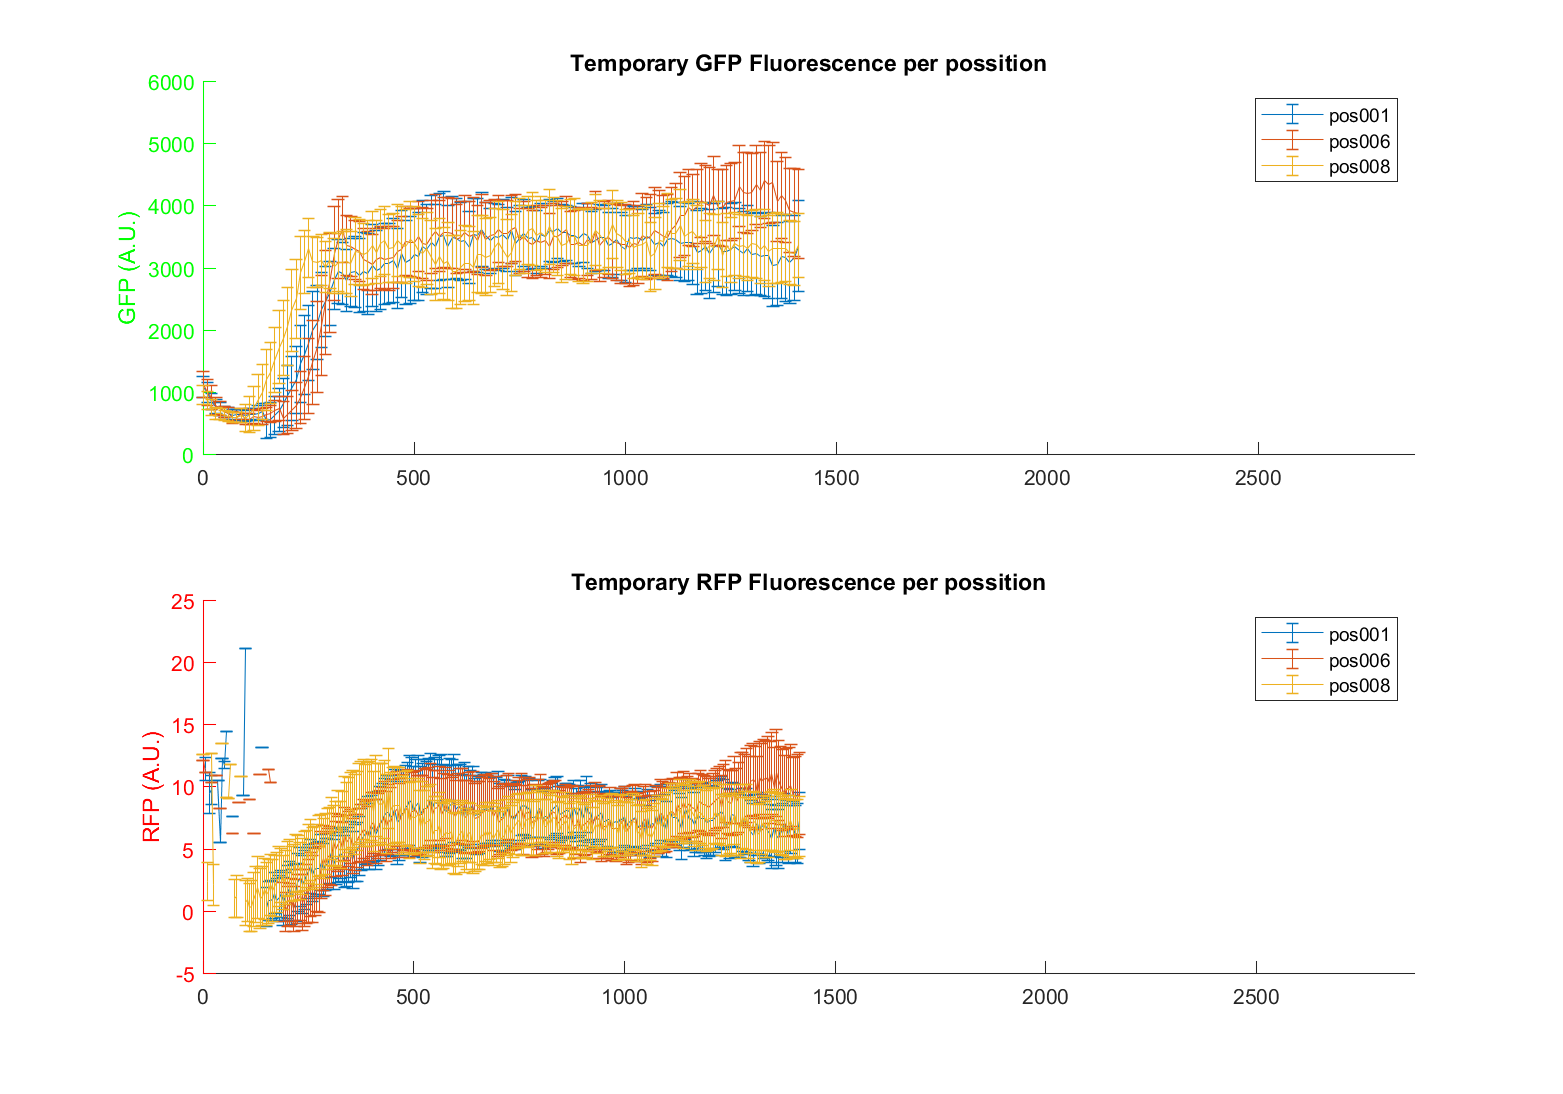 Temporary GFP Fluorescence per possition
GFP (A.U.)
6000
5000
4000
3000
2000
1000
0
0 500 1000 1500 2000 2500
pos001
pos006
pos008
Temporary RFP Fluorescence per possition
RFP (A.U.)
25
20
15
10
5
0
-5
0 500 1000 1500 2000 2500
pos001
pos006
pos008